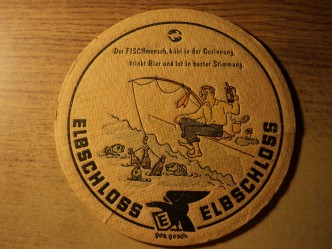 Der FISCHmensch, kühl in der Gesinnung,
trinkt Bier und ist in bester Stimmung.
ELBSCHLOSS
ELBSCHLOSS
E
ges. gesch.